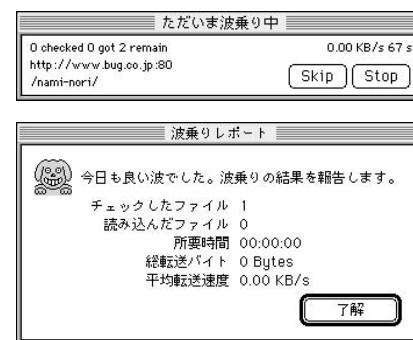 ただいま波乗り中
0 checked 0 got 2 remain
0.00 KB/s 67 s
http://www.bug.co.jp:80
/nami-nori/
Skip
Stop
波乗りレポート
今日も良い波でした。波乗りの結果を報告します。
チェックしたファイル 1
読み込んだファイル 0
所要時間 00:00:00
総転送バイト 0 Bytes
平均転送速度 0.00 KB/s
了解